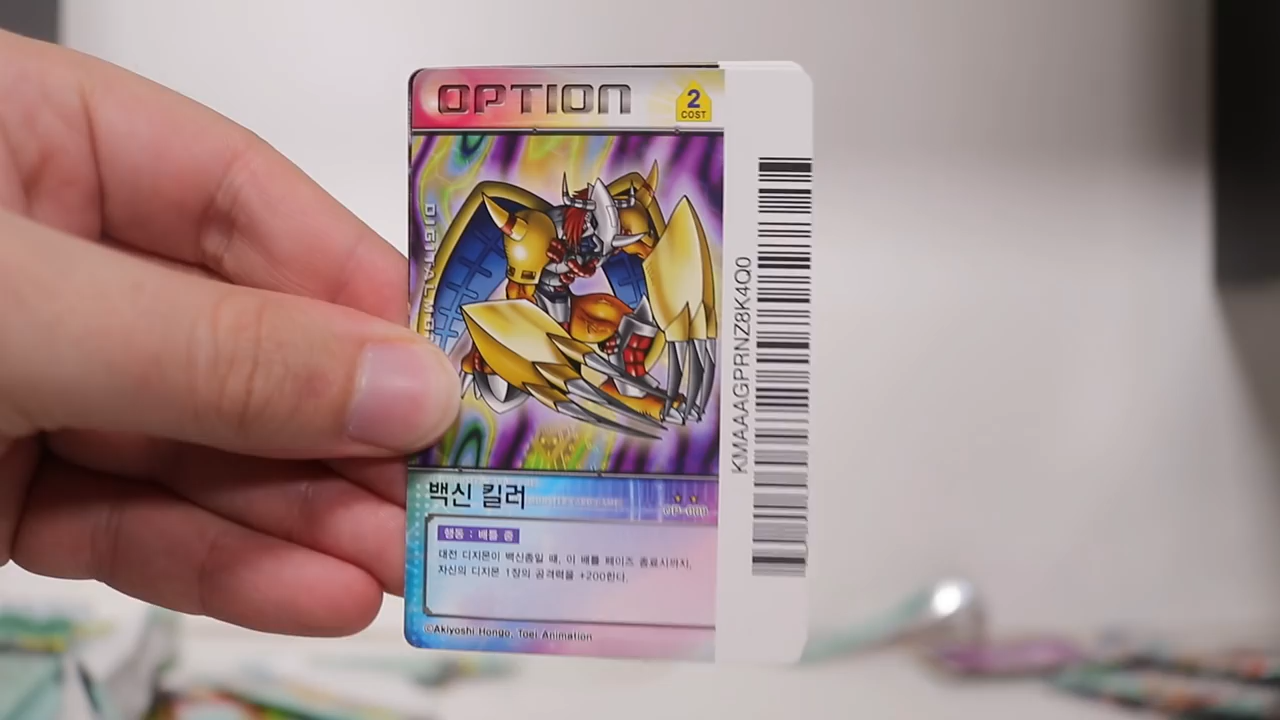 OPTION
2
COST
백신 킬러
행동 : 배틀 중
대전 디지몬이 백신종일 때, 이 배틀 페이즈 종료시까지,
자신의 디지몬 1장의 공격력을 +200한다.
©Akiyoshi Hongo, Toei Animation
KMAAAGPRNZ8K4Q0